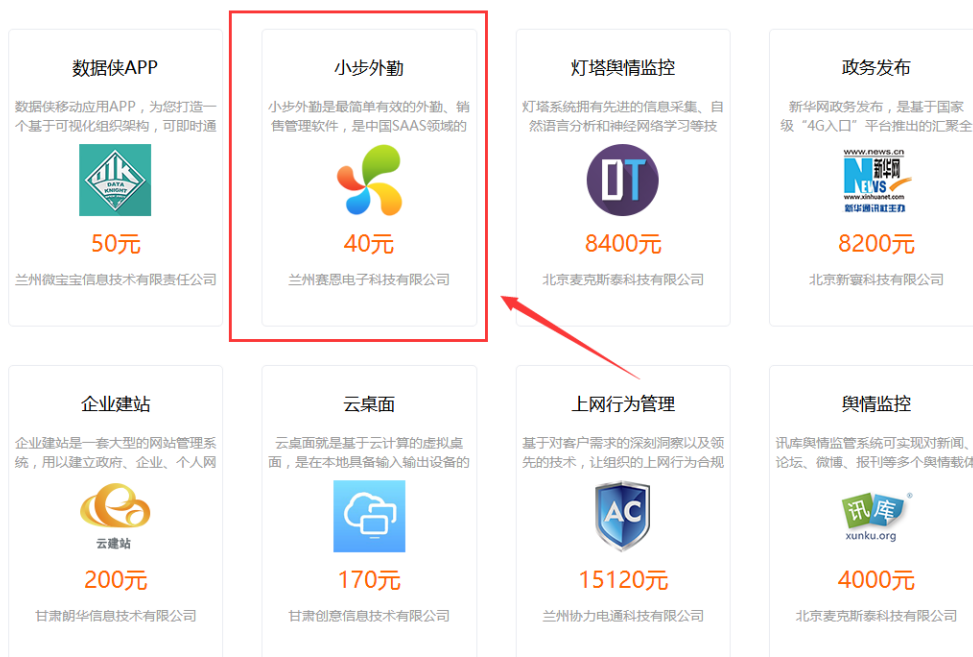 数据侠APP
数据侠移动应用APP，为您打造一
个基于可视化组织架构，可即时通
DATA
KNIGHT
50元
兰州微宝宝信息技术有限责任公司
小步外勤
小步外勤是最简单有效的外勤、销
售管理软件，是中国SAAS领域的
40元
兰州赛恩电子科技有限公司
灯塔舆情监控
灯塔系统拥有先进的信息采集、自
然语言分析和神经网络学习等技
DT
8400元
北京麦克斯泰科技有限公司
政务发布
新华网政务发布，是基于国家
级“4G入口”平台推出的汇聚全
www.news.cn
NEWS
新华网
www.xinhuanet.com
新华通讯社主办
8200元
北京新寰科技有限公司
企业建站
企业建站是一套大型的网站管理系
统，用以建立政府、企业、个人网
云建站
200元
甘肃朗华信息技术有限公司
云桌面
云桌面就是基于云计算的虚拟桌
面，是在本地具备输入输出设备的
170元
甘肃创意信息技术有限公司
上网行为管理
基于对客户需求的深刻洞察以及领
先的技术，让组织的上网行为合规
AC
15120元
兰州协力电通科技有限公司
舆情监控
讯库舆情监管系统可实现对新闻、
论坛、微博、报刊等多个舆情载体
讯库
xunku.org
4000元
北京麦克斯泰科技有限公司